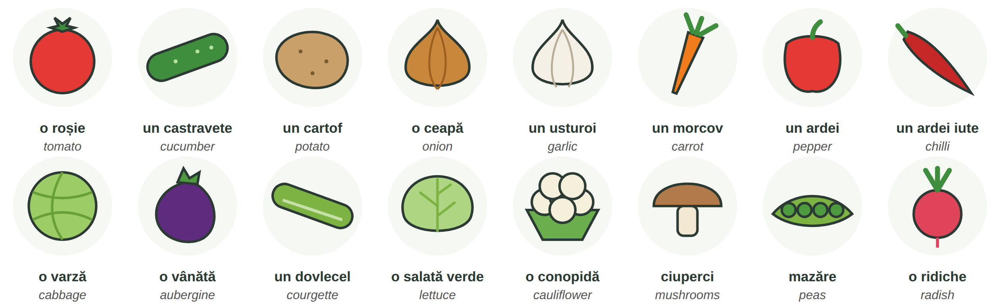 o roșie
tomato
un castravete
cucumber
un cartof
potato
o ceapă
onion
un usturoi
garlic
un morcov
carrot
un ardei
pepper
un ardei iute
chilli
o varză
cabbage
o vânătă
aubergine
un dovlecel
courgette
o salată verde
lettuce
o conopidă
cauliflower
ciuperci
mushrooms
mazăre
peas
o ridiche
radish